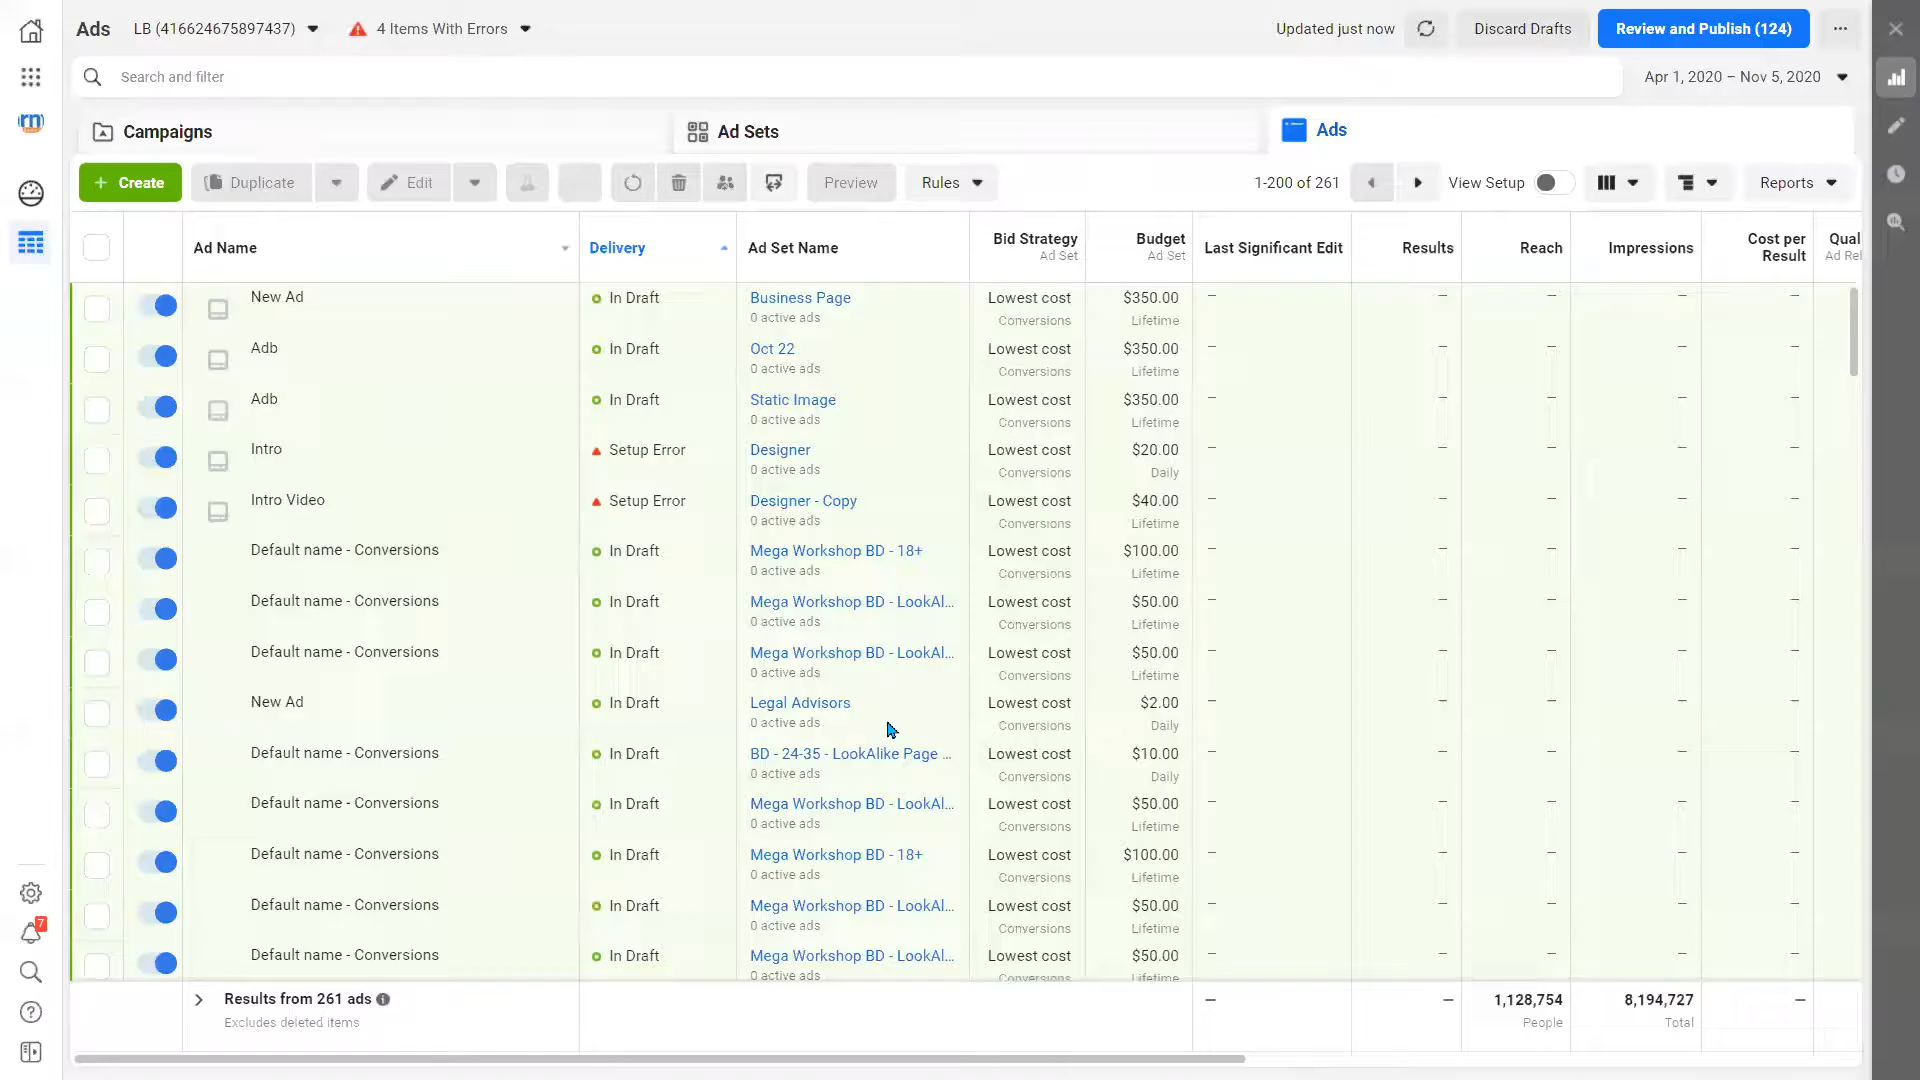 Ads LB (416624675897437) 4 Items With Errors Updated just now Discard Drafts Review and Publish (124)
Search and filter Apr 1, 2020 – Nov 5, 2020
Campaigns Ad Sets Ads
+ Create Duplicate Edit Preview Rules 1-200 of 261 View Setup Reports
Ad Name Delivery Ad Set Name Bid Strategy Budget Last Significant Edit Results Reach Impressions Cost per Result Qual
Ad Set Ad Set Ad Rel
New Ad In Draft Business Page Lowest cost $350.00 – – – – –
0 active ads Conversions Lifetime
Adb In Draft Oct 22 Lowest cost $350.00 – – – – –
0 active ads Conversions Lifetime
Adb In Draft Static Image Lowest cost $350.00 – – – – –
0 active ads Conversions Lifetime
Intro Setup Error Designer Lowest cost $20.00 – – – – –
0 active ads Conversions Daily
Intro Video Setup Error Designer - Copy Lowest cost $40.00 – – – – –
0 active ads Conversions Lifetime
Default name - Conversions In Draft Mega Workshop BD - 18+ Lowest cost $100.00 – – – – –
0 active ads Conversions Lifetime
Default name - Conversions In Draft Mega Workshop BD - LookAl... Lowest cost $50.00 – – – – –
0 active ads Conversions Lifetime
Default name - Conversions In Draft Mega Workshop BD - LookAl... Lowest cost $50.00 – – – – –
0 active ads Conversions Lifetime
New Ad In Draft Legal Advisors Lowest cost $2.00 – – – – –
0 active ads Conversions Daily
Default name - Conversions In Draft BD - 24-35 - LookAlike Page ... Lowest cost $10.00 – – – – –
0 active ads Conversions Daily
Default name - Conversions In Draft Mega Workshop BD - LookAl... Lowest cost $50.00 – – – – –
0 active ads Conversions Lifetime
Default name - Conversions In Draft Mega Workshop BD - 18+ Lowest cost $100.00 – – – – –
0 active ads Conversions Lifetime
Default name - Conversions In Draft Mega Workshop BD - LookAl... Lowest cost $50.00 – – – – –
0 active ads Conversions Lifetime
Default name - Conversions In Draft Mega Workshop BD - LookAl... Lowest cost $50.00 – – – – –
0 active ads Conversions Lifetime
7
Results from 261 ads – – 1,128,754 8,194,727 –
Excludes deleted items People Total